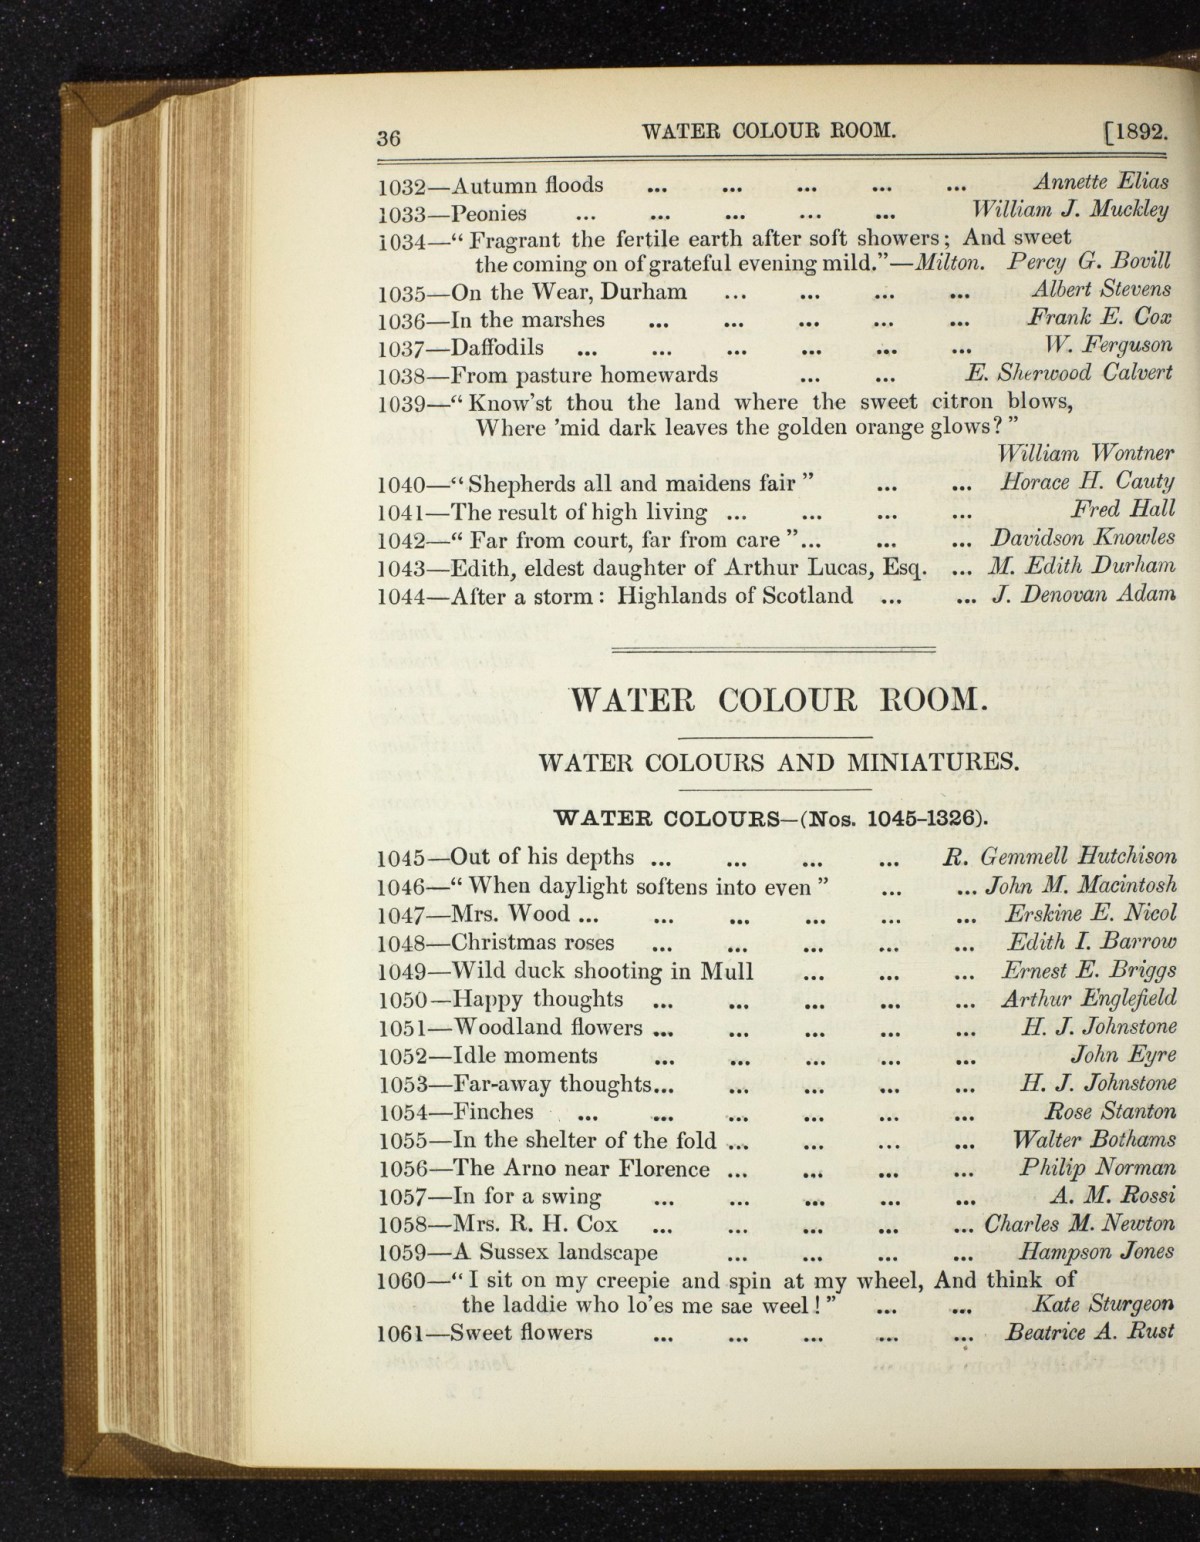 36 WATER COLOUR ROOM. [1892.
1032—Autumn floods ... ... ... ... ... Annette Elias
1033—Peonies ... ... ... ... ... William J. Muckley
1034—“ Fragrant the fertile earth after soft showers; And sweet
the coming on of grateful evening mild.”—Milton. Percy G. Bovill
1035—On the Wear, Durham ... ... ... ... Albert Stevens
1036—In the marshes ... ... ... ... ... Frank E. Cox
1037—Daffodils ... ... ... ... ... ... W. Ferguson
1038—From pasture homewards ... ... E. Sherwood Calvert
1039—“ Know’st thou the land where the sweet citron blows,
Where ’mid dark leaves the golden orange glows? ”
William Wontner
1040—“ Shepherds all and maidens fair ” ... ... Horace H. Cauty
1041—The result of high living ... ... ... ... Fred Hall
1042—“ Far from court, far from care ”... ... ... Davidson Knowles
1043—Edith, eldest daughter of Arthur Lucas, Esq. ... M. Edith Durham
1044—After a storm : Highlands of Scotland ... ... J. Denovan Adam
WATER COLOUR ROOM.
WATER COLOURS AND MINIATURES.
WATER COLOURS—(Nos. 1045-1326).
1045—Out of his depths ... ... ... ... R. Gemmell Hutchison
1046—“ When daylight softens into even ” ... ... John M. Macintosh
1047—Mrs. Wood ... ... ... ... ... ... Erskine E. Nicol
1048—Christmas roses ... ... ... ... ... Edith I. Barrow
1049—Wild duck shooting in Mull ... ... ... Ernest E. Briggs
1050—Happy thoughts ... ... ... ... ... Arthur Englefield
1051—Woodland flowers ... ... ... ... ... H. J. Johnstone
1052—Idle moments ... ... ... ... ... John Eyre
1053—Far-away thoughts... ... ... ... ... H. J. Johnstone
1054—Finches ... ... ... ... ... ... Rose Stanton
1055—In the shelter of the fold ... ... ... ... Walter Bothams
1056—The Arno near Florence ... ... ... ... Philip Norman
1057—In for a swing ... ... ... ... ... A. M. Rossi
1058—Mrs. R. H. Cox ... ... ... ... ... Charles M. Newton
1059—A Sussex landscape ... ... ... ... Hampson Jones
1060—“ I sit on my creepie and spin at my wheel, And think of
the laddie who lo’es me sae weel ! ” ... ... Kate Sturgeon
1061—Sweet flowers ... ... ... ... ... Beatrice A. Rust